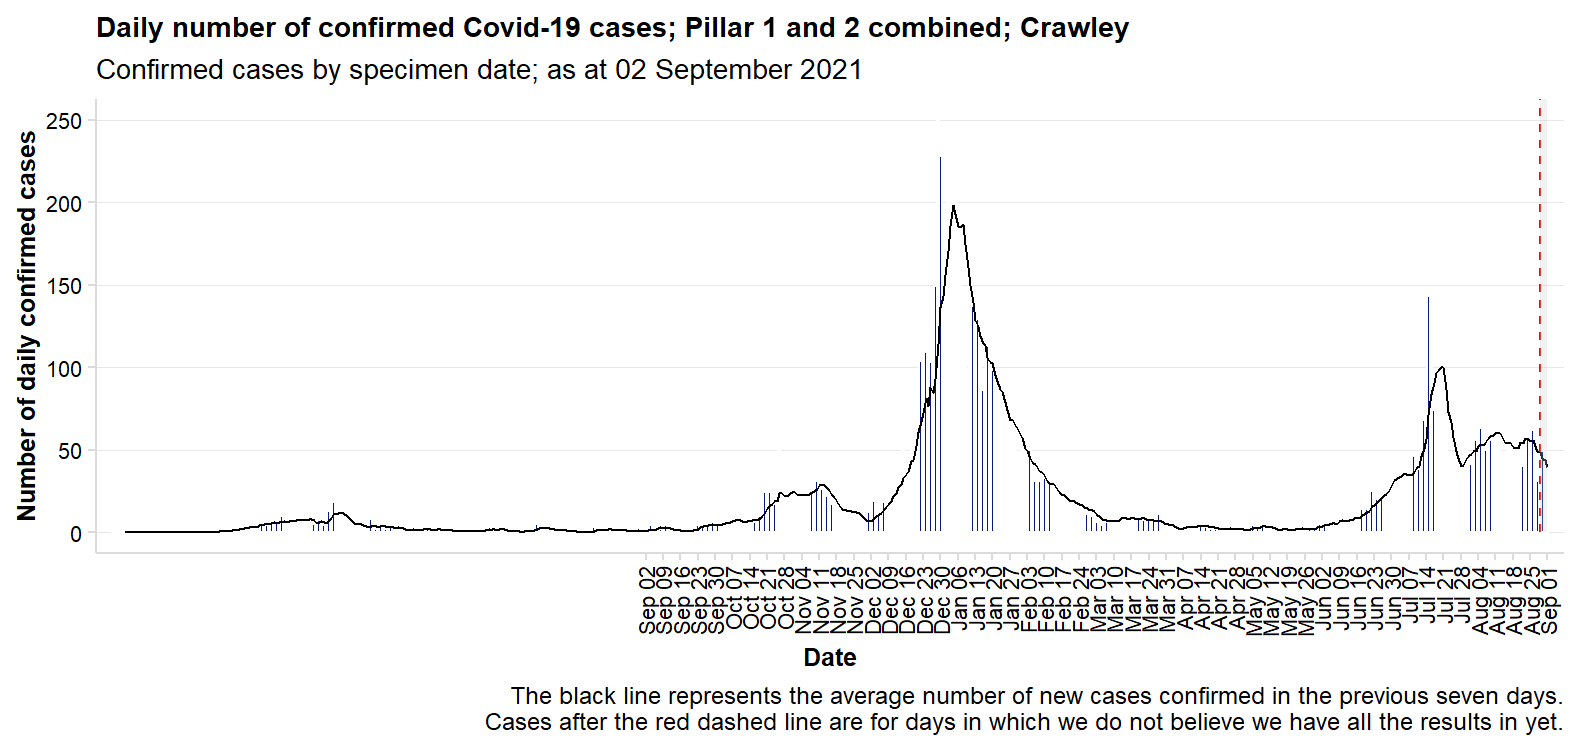 Daily number of confirmed Covid-19 cases; Pillar 1 and 2 combined; Crawley
Confirmed cases by specimen date; as at 02 September 2021
Number of daily confirmed cases
250
200
150
100
50
0
Sep 02
Sep 09
Sep 16
Sep 23
Sep 30
Oct 07
Oct 14
Oct 21
Oct 28
Nov 04
Nov 11
Nov 18
Nov 25
Dec 02
Dec 09
Dec 16
Dec 23
Dec 30
Jan 06
Jan 13
Jan 20
Jan 27
Feb 03
Feb 10
Feb 17
Feb 24
Mar 03
Mar 10
Mar 17
Mar 24
Mar 31
Apr 07
Apr 14
Apr 21
Apr 28
May 05
May 12
May 19
May 26
Jun 02
Jun 09
Jun 16
Jun 23
Jun 30
Jul 07
Jul 14
Jul 21
Jul 28
Aug 04
Aug 11
Aug 18
Aug 25
Sep 01
Date
The black line represents the average number of new cases confirmed in the previous seven days.
Cases after the red dashed line are for days in which we do not believe we have all the results in yet.